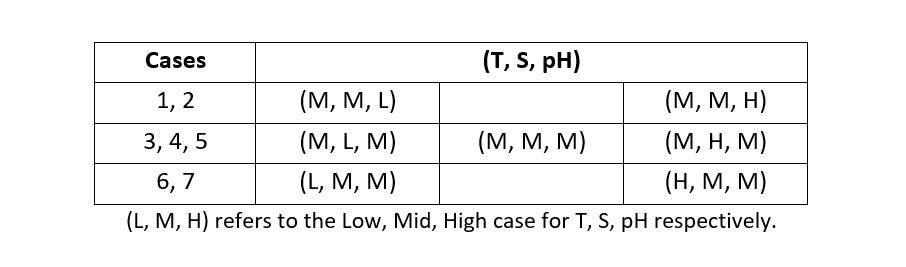 Cases (T, S, pH)
1, 2 (M, M, L) (M, M, H)
3, 4, 5 (M, L, M) (M, M, M) (M, H, M)
6, 7 (L, M, M) (H, M, M)
(L, M, H) refers to the Low, Mid, High case for T, S, pH respectively.